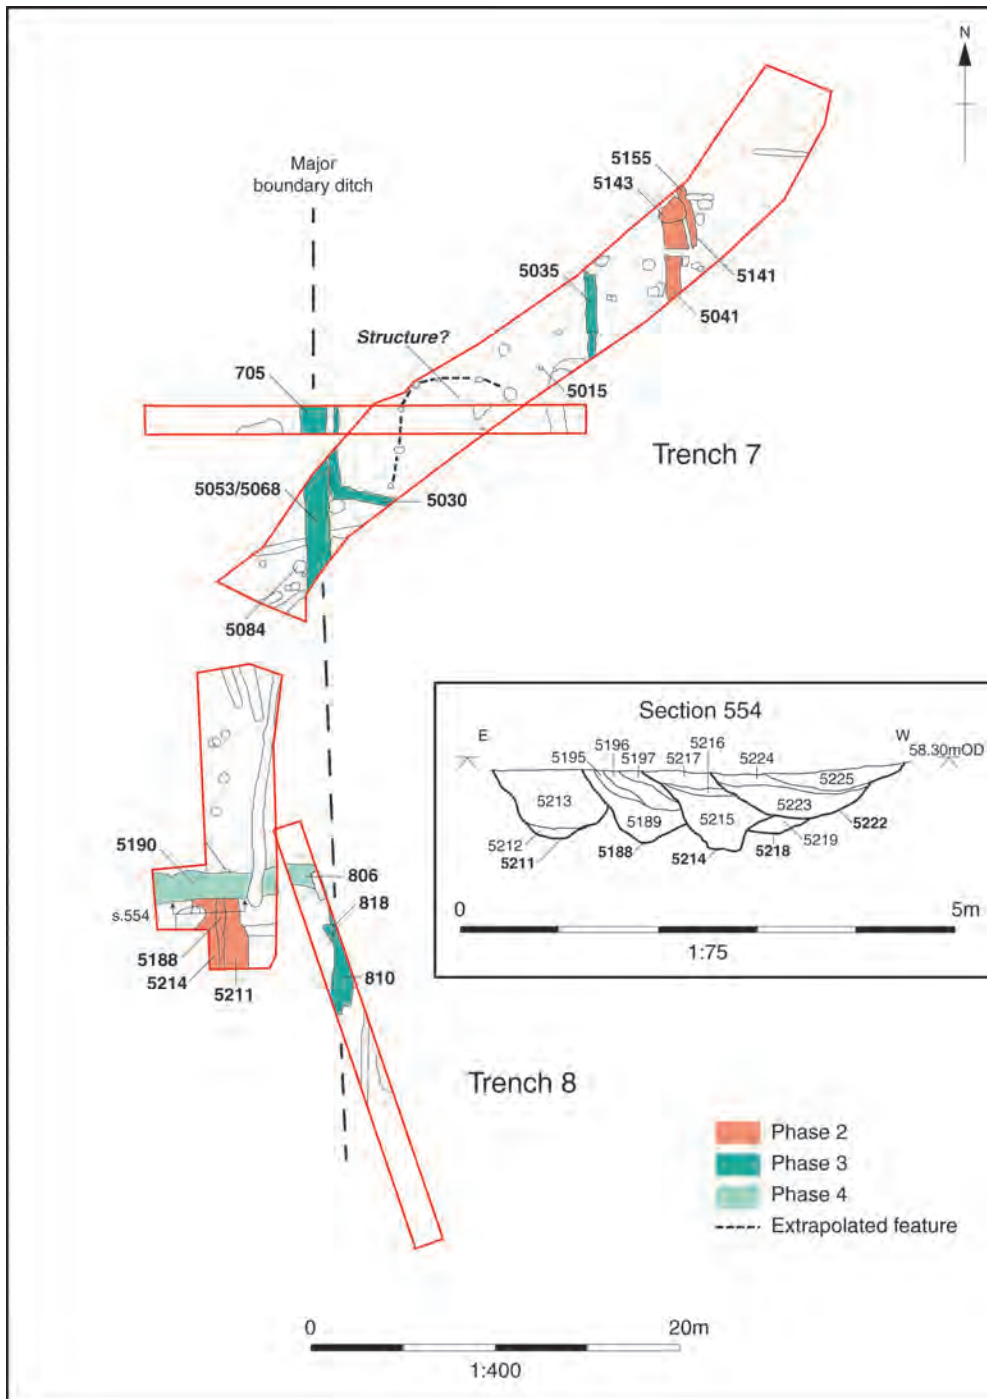 N
Major
boundary ditch
5155
5143
5035
5141
5041
Structure?
705
5015
Trench 7
5053/5068
5030
5084
Section 554
E
W
5216
5196
5224
58.30mOD
5195
5197
5217
5225
5213
5223
5189
5215
5212
5219
5222
5211
5188
5214
5218
0
5m
1:75
5190
806
s.554
818
5188
5214
5211
810
Trench 8
Phase 2
Phase 3
Phase 4
Extrapolated feature
0
20m
1:400